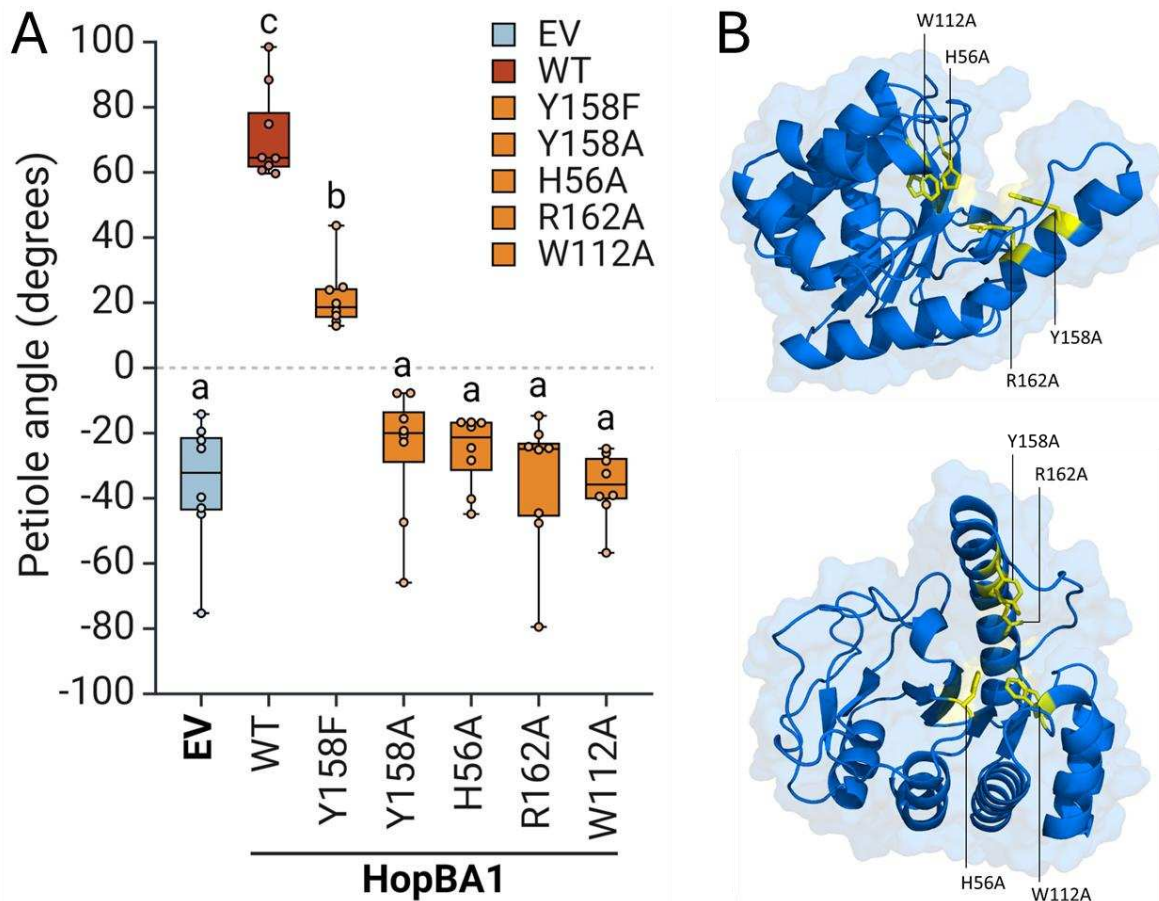 A
Petiole angle (degrees)
100
80
60
40
20
0
-20
-40
-60
-80
-100
a
c
b
a
a
a
a
EV
WT
Y158F
Y158A
H56A
R162A
W112A
EV
WT
Y158F
Y158A
H56A
R162A
W112A
HopBA1
B
W112A
H56A
Y158A
R162A
Y158A
R162A
H56A
W112A